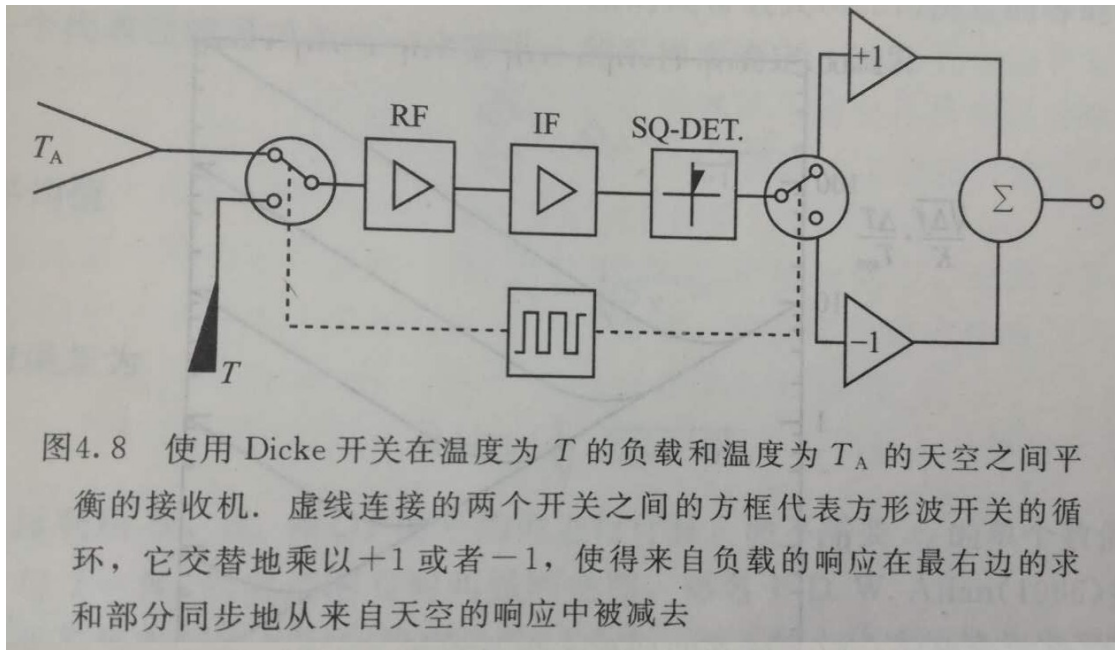 RF
IF
SQ-DET.
+1
T_A
Σ
−1
T
图4.8 使用 Dicke 开关在温度为 T 的负载和温度为 T_A 的天空之间平
衡的接收机. 虚线连接的两个开关之间的方框代表方形波开关的循
环，它交替地乘以+1 或者−1，使得来自负载的响应在最右边的求
和部分同步地从来自天空的响应中被减去